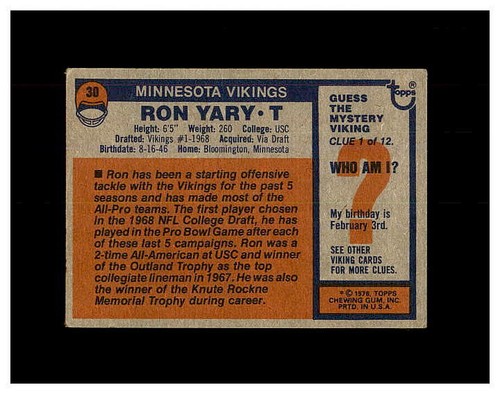 30
MINNESOTA VIKINGS
RON YARY • T
Height: 6'5" Weight: 260 College: USC
Drafted: Vikings #1-1968 Acquired: Via Draft
Birthdate: 8-16-46 Home: Bloomington, Minnesota
■ Ron has been a starting offensive
tackle with the Vikings for the past 5
seasons and has made most of the
All-Pro teams. The first player chosen
in the 1968 NFL College Draft, he has
played in the Pro Bowl Game after each
of these last 5 campaigns. Ron was a
2-time All-American at USC and winner
of the Outland Trophy as the top
collegiate lineman in 1967. He was also
the winner of the Knute Rockne
Memorial Trophy during career.
topps®
GUESS
THE
MYSTERY
VIKING
CLUE 1 of 12.
?
WHO AM I?
My birthday is
February 3rd.
SEE OTHER
VIKING CARDS
FOR MORE CLUES.
*© 1976, TOPPS
CHEWING GUM, INC.
PRTD. IN U.S.A.